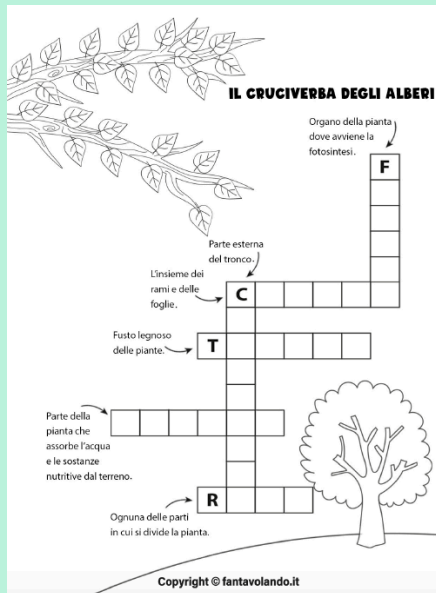 IL CRUCIVERBA DEGLI ALBERI
Organo della pianta
dove avviene la
fotosintesi.
F
Parte esterna
del tronco.
L'insieme dei
rami e delle
foglie.
C
Fusto legnoso
delle piante.
T
Parte della
pianta che
assorbe l'acqua
e le sostanze
nutritive dal terreno.
R
Ognuna delle parti
in cui si divide la pianta.
Copyright © fantavolando.it